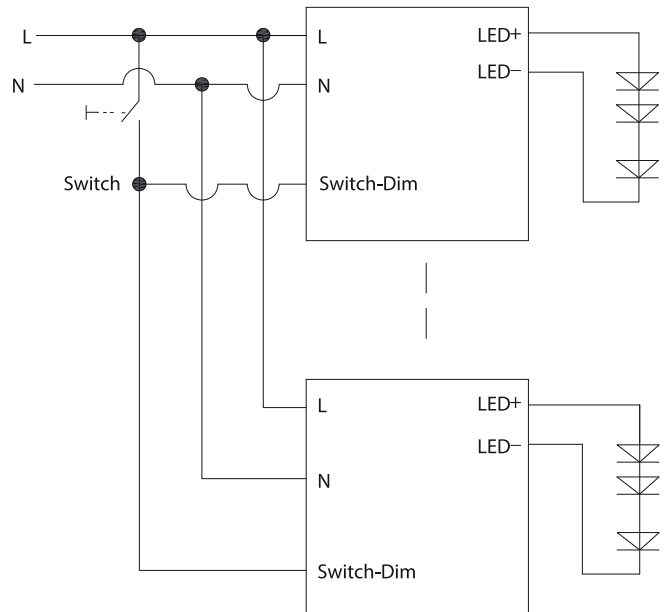 L
L
LED+
LED−
N
N
Switch
Switch-Dim
L
LED+
LED−
N
Switch-Dim